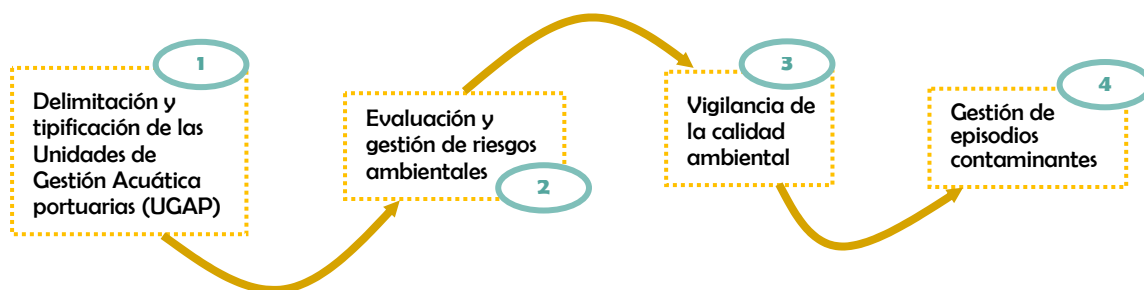 1
Delimitación y
tipificación de las
Unidades de
Gestión Acuática
portuarias (UGAP)
Evaluación y
gestión de riesgos
ambientales
2
3
Vigilancia de
la calidad
ambiental
4
Gestión de
episodios
contaminantes